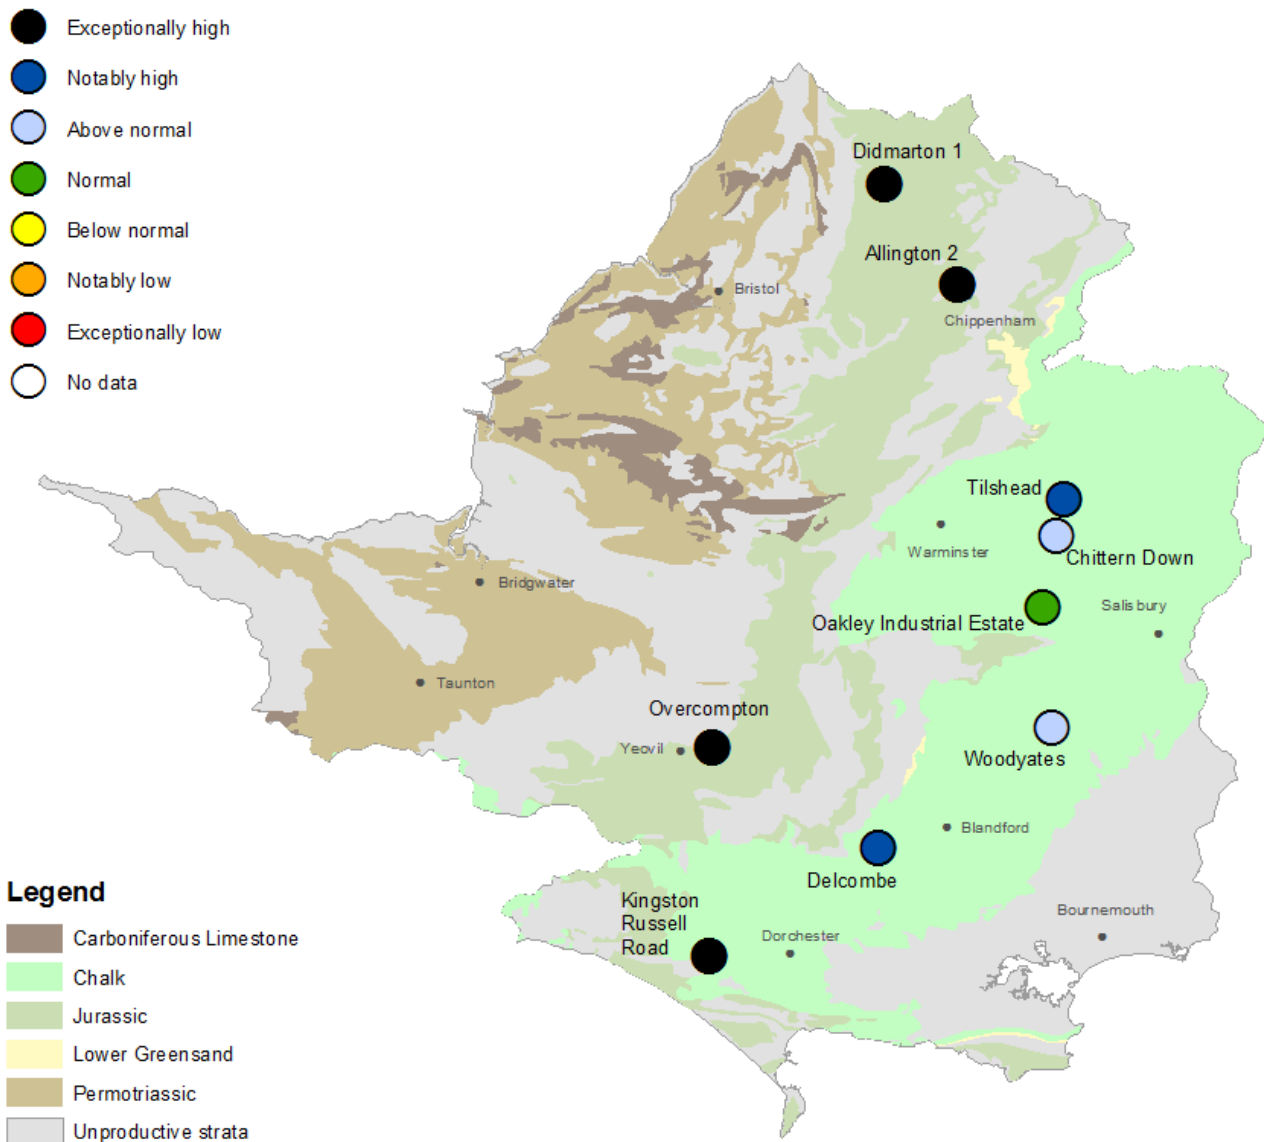 Exceptionally high
Notably high
Above normal
Normal
Below normal
Notably low
Exceptionally low
No data
Didmarton 1
Allington 2
Bristol
Chippenham
Tilshead
Warminster
Chittern Down
Bridgwater
Salisbury
Oakley Industrial Estate
Taunton
Overcompton
Yeovil
Woodyates
Blandford
Delcombe
Kingston
Russell
Road
Bournemouth
Dorchester
Legend
Carboniferous Limestone
Chalk
Jurassic
Lower Greensand
Permotriassic
Unproductive strata